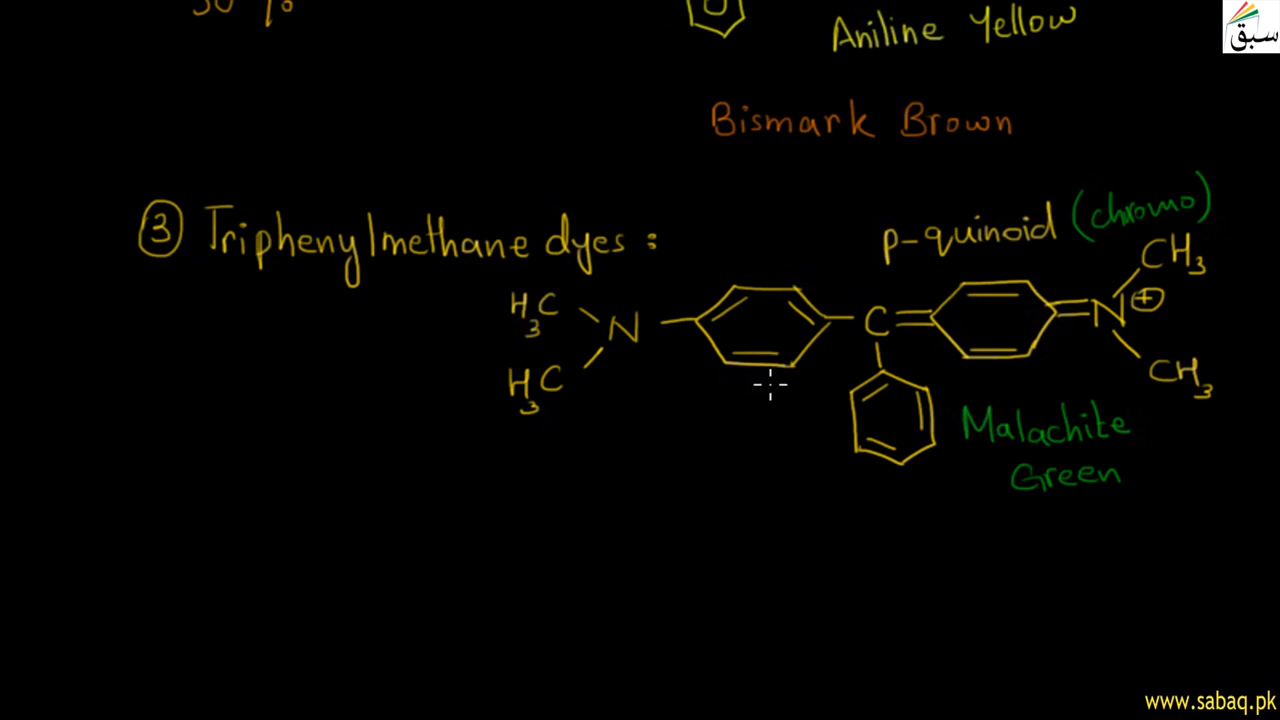 50 %
Aniline Yellow
سبق
Bismark Brown
③ Triphenylmethane dyes :
p-quinoid (chromo)
CH3
H3C
N
C
N⊕
H3C
CH3
Malachite
Green
www.sabaq.pk